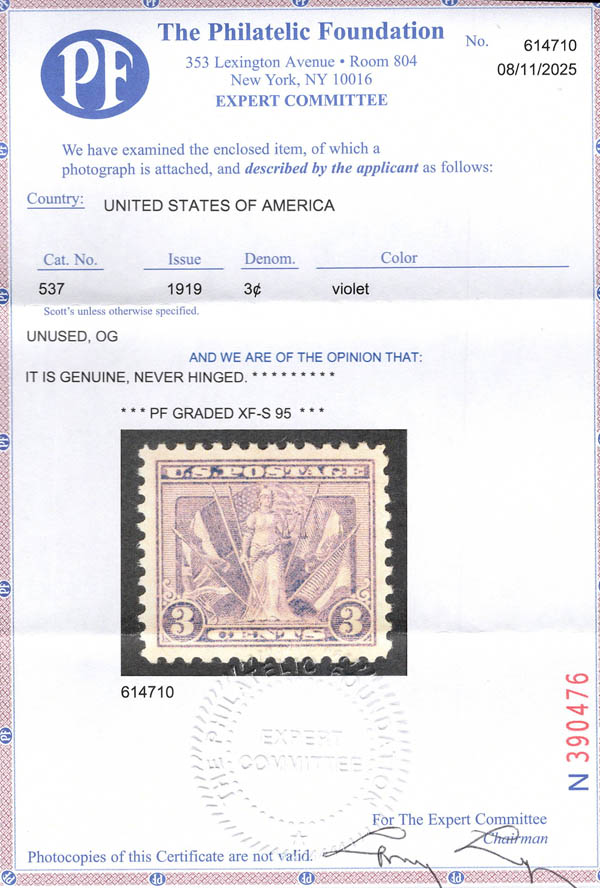 PF
The Philatelic Foundation
353 Lexington Avenue • Room 804
New York, NY 10016
EXPERT COMMITTEE
No. 614710
08/11/2025
We have examined the enclosed item, of which a
photograph is attached, and described by the applicant as follows:
Country: UNITED STATES OF AMERICA
Cat. No. Issue Denom. Color
537 1919 3¢ violet
Scott's unless otherwise specified.
UNUSED, OG
AND WE ARE OF THE OPINION THAT:
IT IS GENUINE, NEVER HINGED. * * * * * * * * *
* * * PF GRADED XF-S 95 * * *
U.S. POSTAGE
3 CENTS 3
614710
THE PHILATELIC FOUNDATION
EXPERT
COMMITTEE
N 390476
For The Expert Committee
Chairman
Photocopies of this Certificate are not valid.